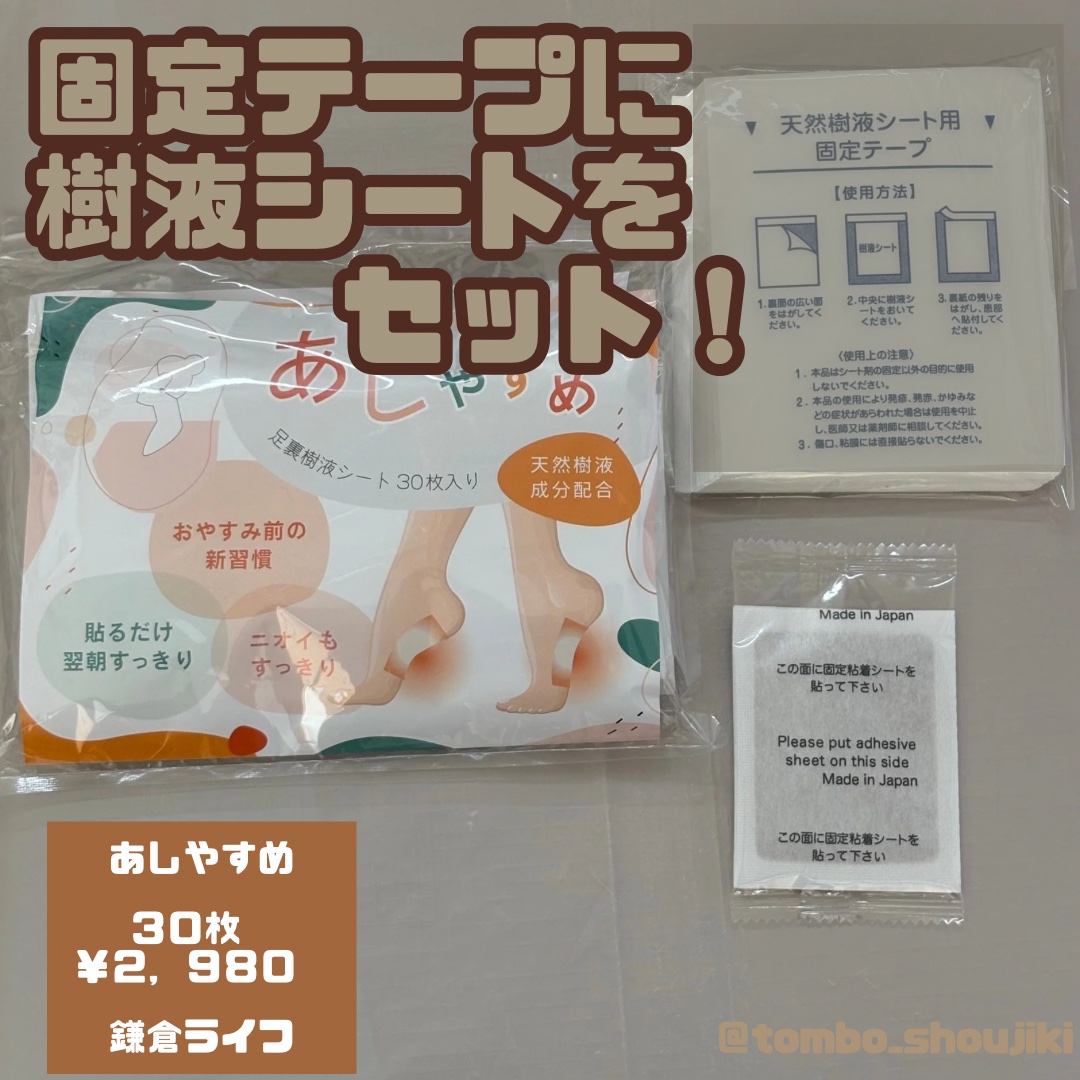 固定テープに
樹液シートを
セット！
▼ 天然樹液シート用 ▼
固定テープ
【使用方法】
樹液シート
1. 裏面の広い面
をはがしてく
ださい。
2. 中央に樹液シ
ートをおいて
ください。
3. 裏紙の残りを
はがし、患部
へ貼付してく
ださい。
〈使用上の注意〉
1. 本品はシート剤の固定以外の目的に使用
しないでください。
2. 本品の使用により発疹、発赤、かゆみな
どの症状があらわれた場合は使用を中止
し、医師又は薬剤師に相談してください。
3. 傷口、粘膜には直接貼らないでください。
あしやすめ
足裏樹液シート 30枚入り
天然樹液
成分配合
おやすみ前の
新習慣
貼るだけ
翌朝すっきり
ニオイも
すっきり
Made in Japan
この面に固定粘着シートを
貼って下さい
Please put adhesive
sheet on this side
Made in Japan
この面に固定粘着シートを
貼って下さい
あしやすめ
30枚
¥2, 980
鎌倉ライフ
@tombo_shoujiki